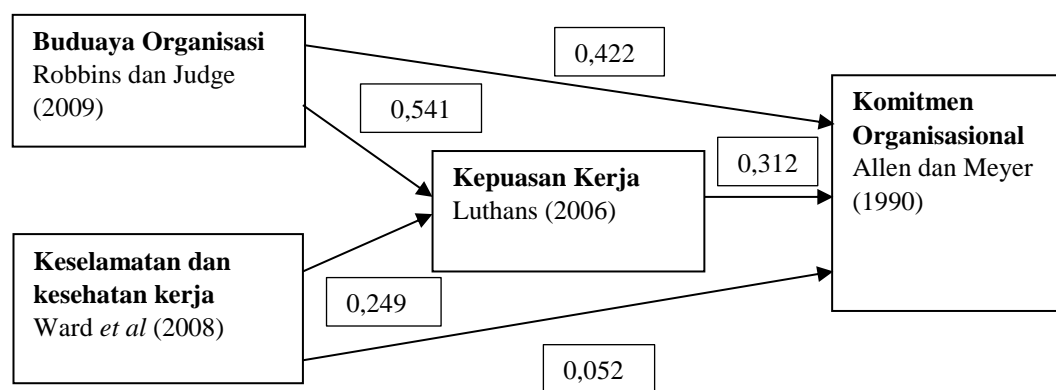 Buduaya Organisasi
Robbins dan Judge
(2009)
0,422
0,541
Komitmen
Organisasional
Allen dan Meyer
(1990)
0,312
Kepuasan Kerja
Luthans (2006)
Keselamatan dan
kesehatan kerja
Ward et al (2008)
0,249
0,052